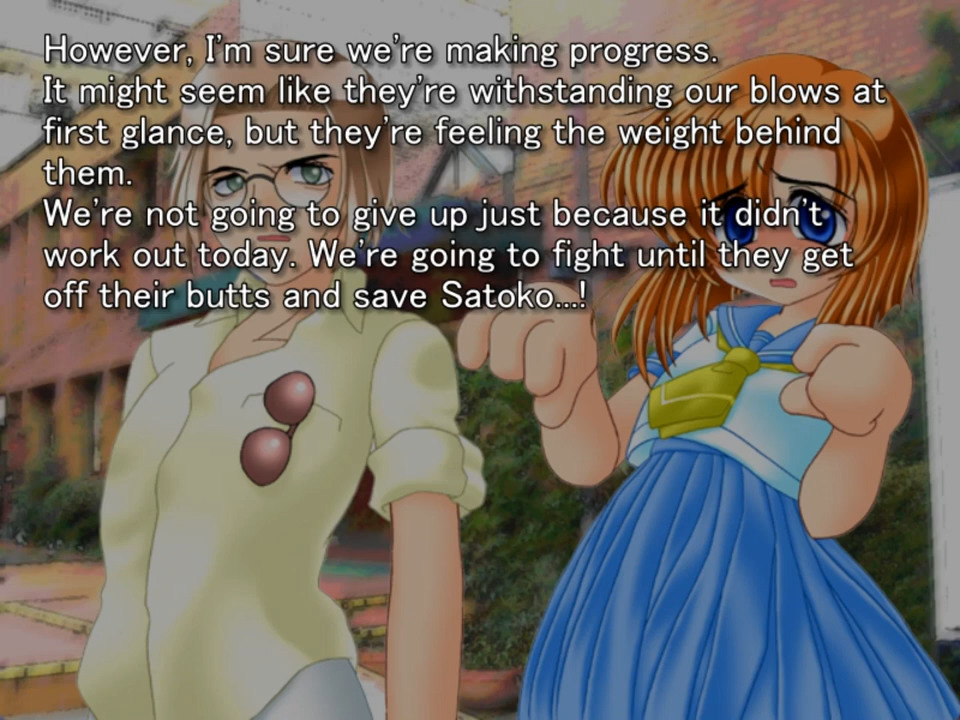 However, I'm sure we're making progress.
It might seem like they're withstanding our blows at
first glance, but they're feeling the weight behind
them.
We're not going to give up just because it didn't
work out today. We're going to fight until they get
off their butts and save Satoko...!